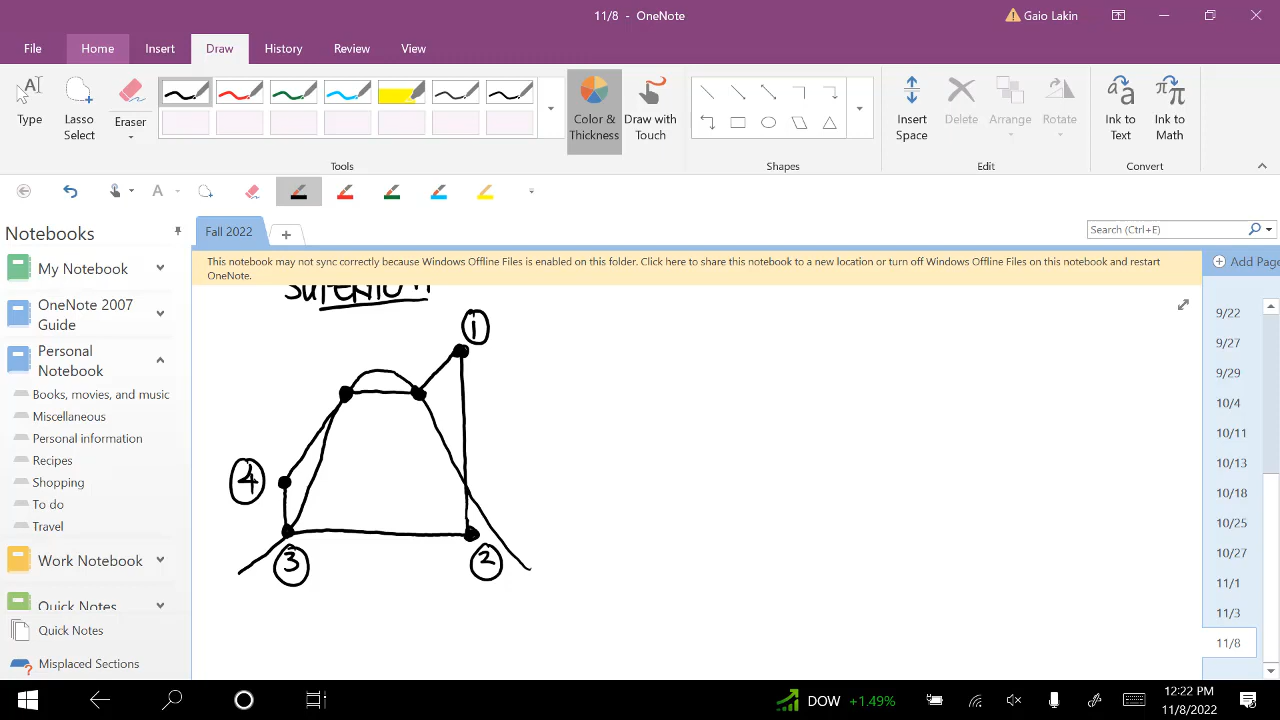 11/8 - OneNote
Gaio Lakin
File
Home
Insert
Draw
History
Review
View
Type
Lasso Select
Eraser
Color & Thickness
Draw with Touch
Insert Space
Delete
Arrange
Rotate
Ink to Text
Ink to Math
Tools
Shapes
Edit
Convert
Notebooks
Fall 2022
Search (Ctrl+E)
This notebook may not sync correctly because Windows Offline Files is enabled on this folder. Click here to share this notebook to a new location or turn off Windows Offline Files on this notebook and restart
OneNote.
Add Page
My Notebook
OneNote 2007
Guide
Personal
Notebook
Books, movies, and music
Miscellaneous
Personal information
Recipes
Shopping
To do
Travel
Work Notebook
Quick Notes
Quick Notes
Misplaced Sections
1
4
3
2
9/22
9/27
9/29
10/4
10/11
10/13
10/18
10/25
10/27
11/1
11/3
11/8
DOW +1.49%
12:22 PM
11/8/2022